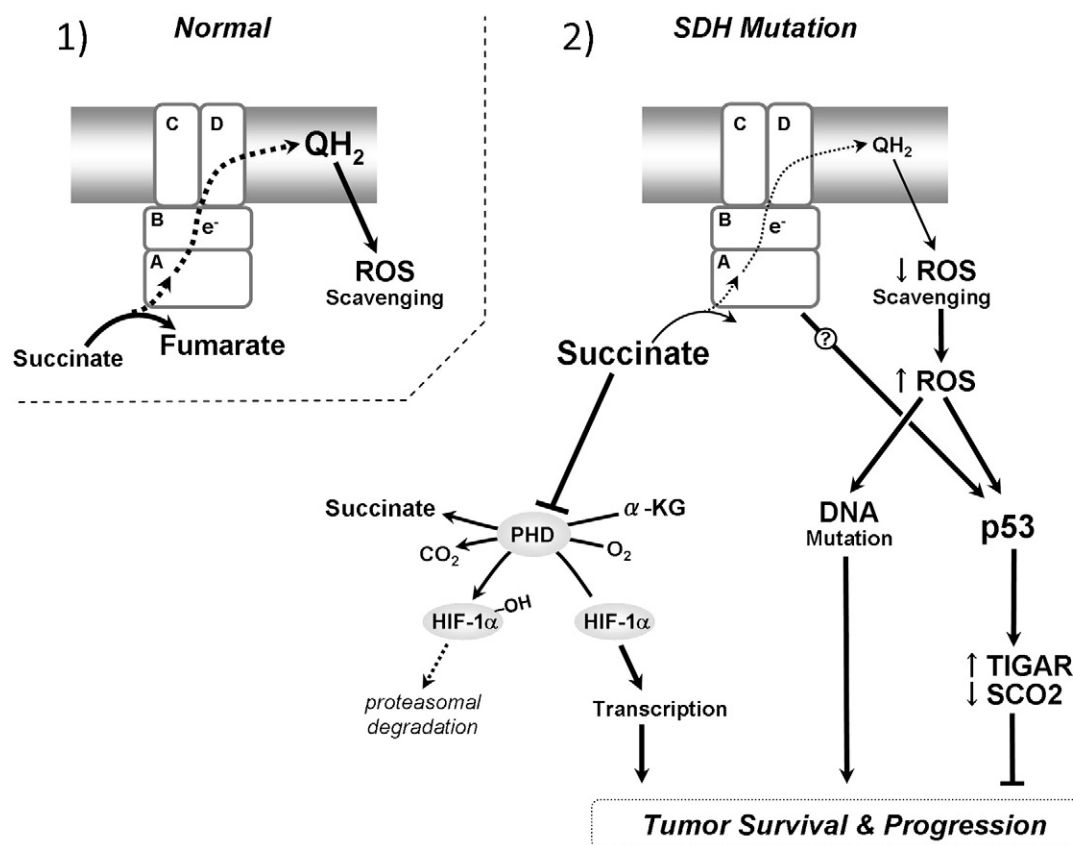 1)
Normal
C
D
QH₂
B
e⁻
A
ROS
Scavenging
Succinate
Fumarate
2)
SDH Mutation
C
D
QH₂
B
e⁻
A
↓ ROS
Scavenging
Succinate
?
↑ ROS
Succinate
α-KG
PHD
CO₂
O₂
DNA
Mutation
p53
HIF-1α
-OH
HIF-1α
proteasomal
degradation
Transcription
↑ TIGAR
↓ SCO2
Tumor Survival & Progression